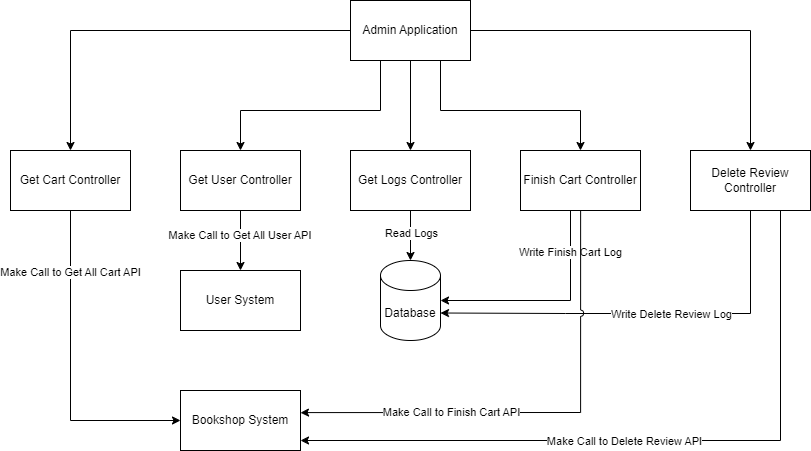 Admin Application
Get Cart Controller
Get User Controller
Get Logs Controller
Finish Cart Controller
Delete Review
Controller
Make Call to Get All User API
Read Logs
Write Finish Cart Log
Make Call to Get All Cart API
User System
Database
Write Delete Review Log
Bookshop System
Make Call to Finish Cart API
Make Call to Delete Review API